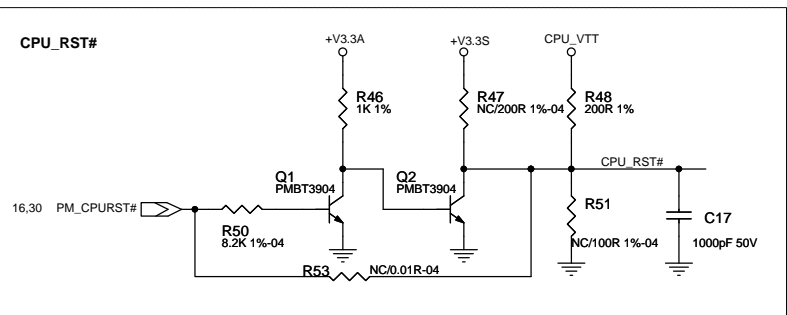 CPU_RST#
+V3.3A
+V3.3S
CPU_VTT
R46
1K 1%
R47
NC/200R 1%-04
R48
200R 1%
CPU_RST#
Q1
PMBT3904
Q2
PMBT3904
16,30 PM_CPURST#
R50
8.2K 1%-04
R51
NC/100R 1%-04
C17
1000pF 50V
R53
NC/0.01R-04